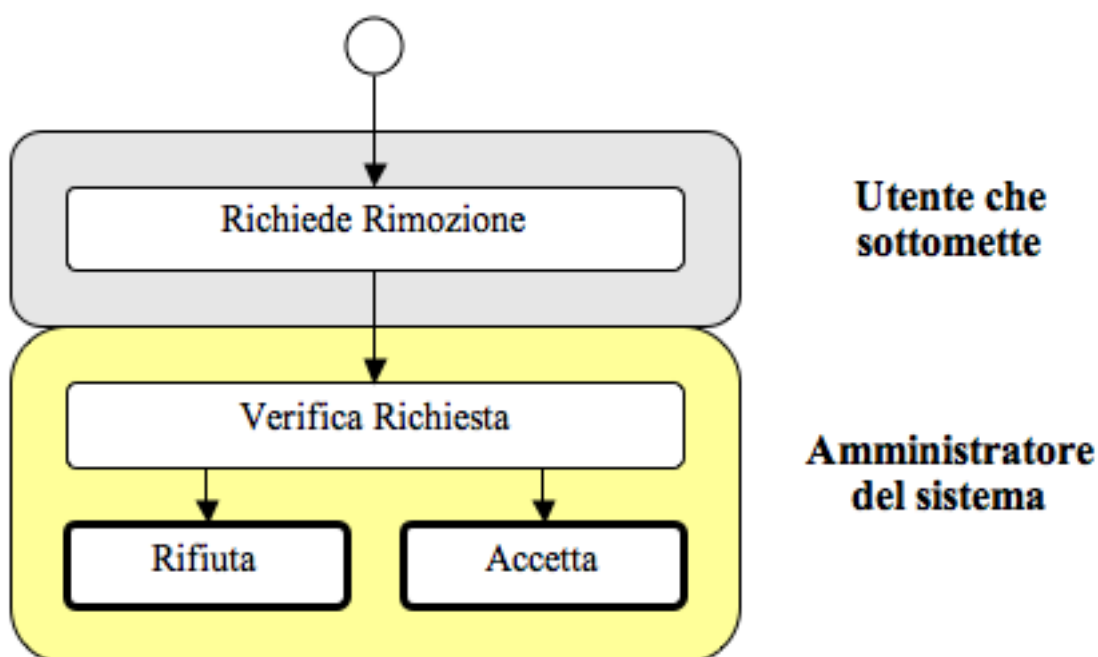 Richiede Rimozione
Utente che
sottomette
Verifica Richiesta
Amministratore
del sistema
Rifiuta
Accetta